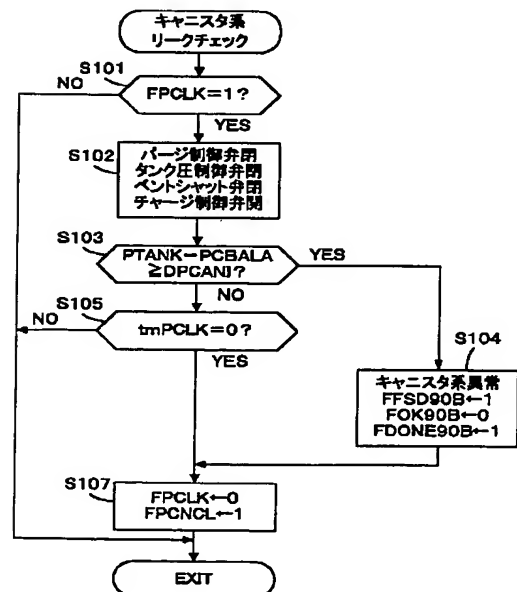 キャニスタ系
リークチェック
S101
NO
FPCLK=1?
YES
S102
パージ制御弁閉
タンク圧制御弁閉
ベントシャット弁閉
チャージ制御弁開
S103
PTANK-PCBALA
≧DPCANI?
YES
NO
S105
NO
tmPCLK=0?
YES
S104
キャニスタ系異常
FFSD90B←1
FOK90B←0
FDONE90B←1
S107
FPCLK←0
FPCNCL←1
EXIT